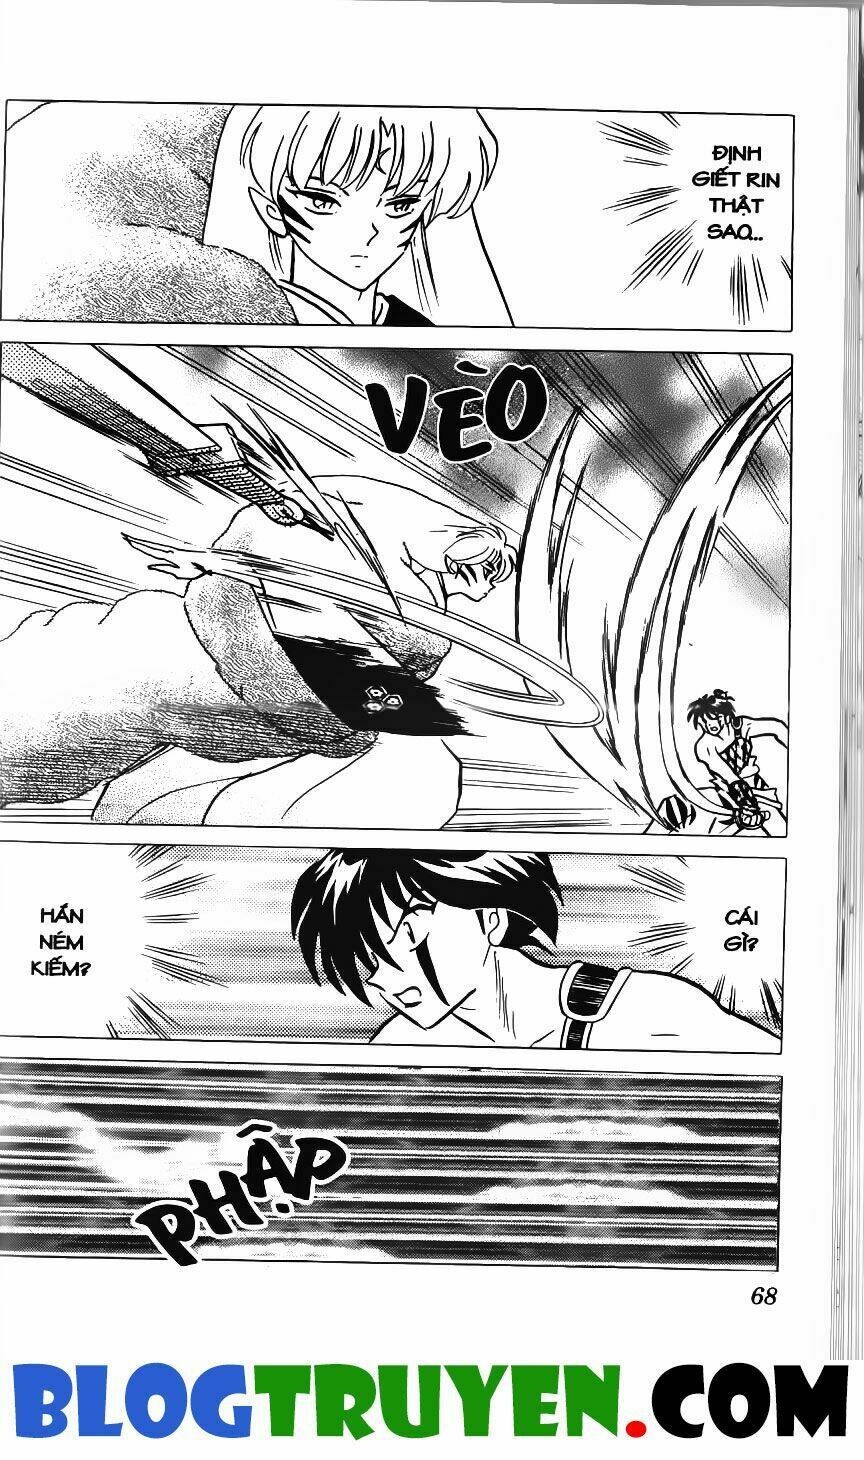 ĐỊNH
GIẾT RIN
THẬT
SAO...
VÈO
CÁI
GÌ?
HẮN
NÉM
KIẾM?
PHẬP
68
BLOGTRUYEN.COM